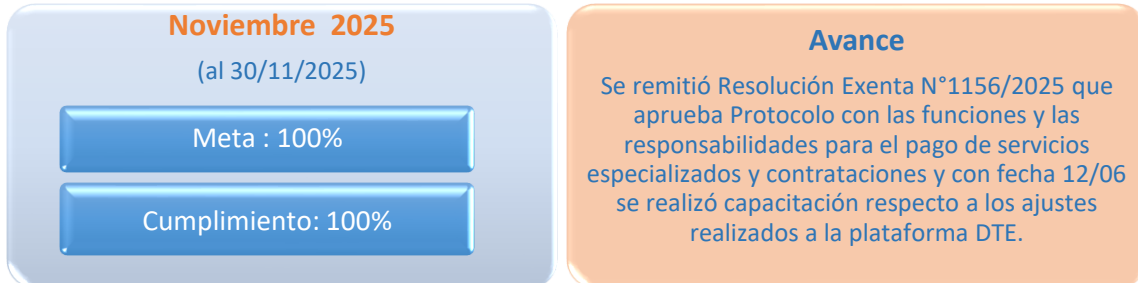 Noviembre  2025
(al 30/11/2025)
Meta : 100%
Cumplimiento: 100%
Avance
Se remitió Resolución Exenta N°1156/2025 que
aprueba Protocolo con las funciones y las
responsabilidades para el pago de servicios
especializados y contrataciones y con fecha 12/06
se realizó capacitación respecto a los ajustes
realizados a la plataforma DTE.